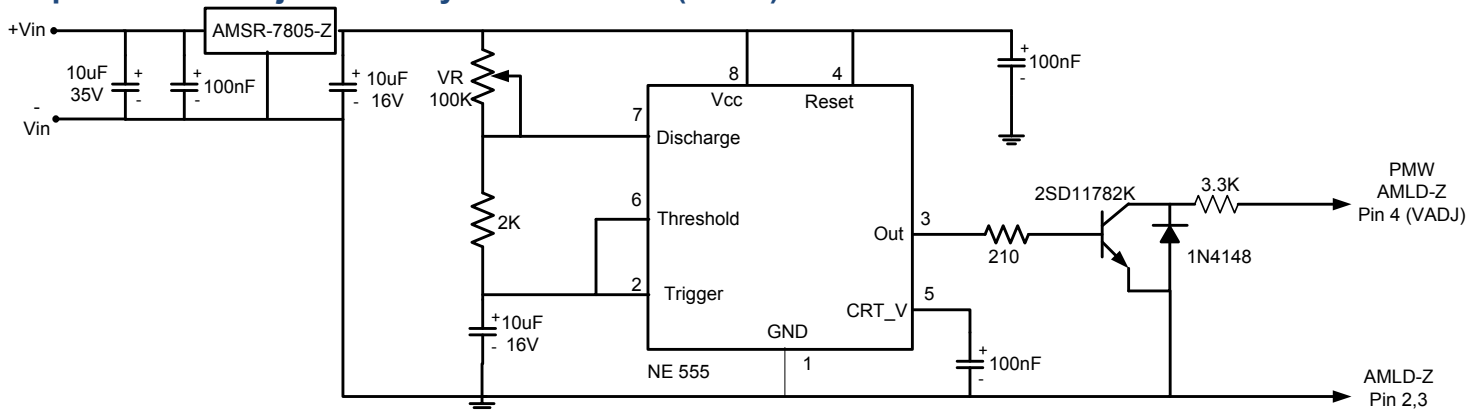 +Vin
AMSR-7805-Z
10uF
35V
+
-
+
-
100nF
+
-
10uF
16V
VR
100K
-
Vin
7
Discharge
8
Vcc
4
Reset
+
-
100nF
2K
6
Threshold
2
Trigger
+
-
10uF
16V
Out
3
210
2SD11782K
1N4148
3.3K
PMW
AMLD-Z
Pin 4 (VADJ)
CRT_V
5
+
-
100nF
GND
1
NE 555
AMLD-Z
Pin 2,3